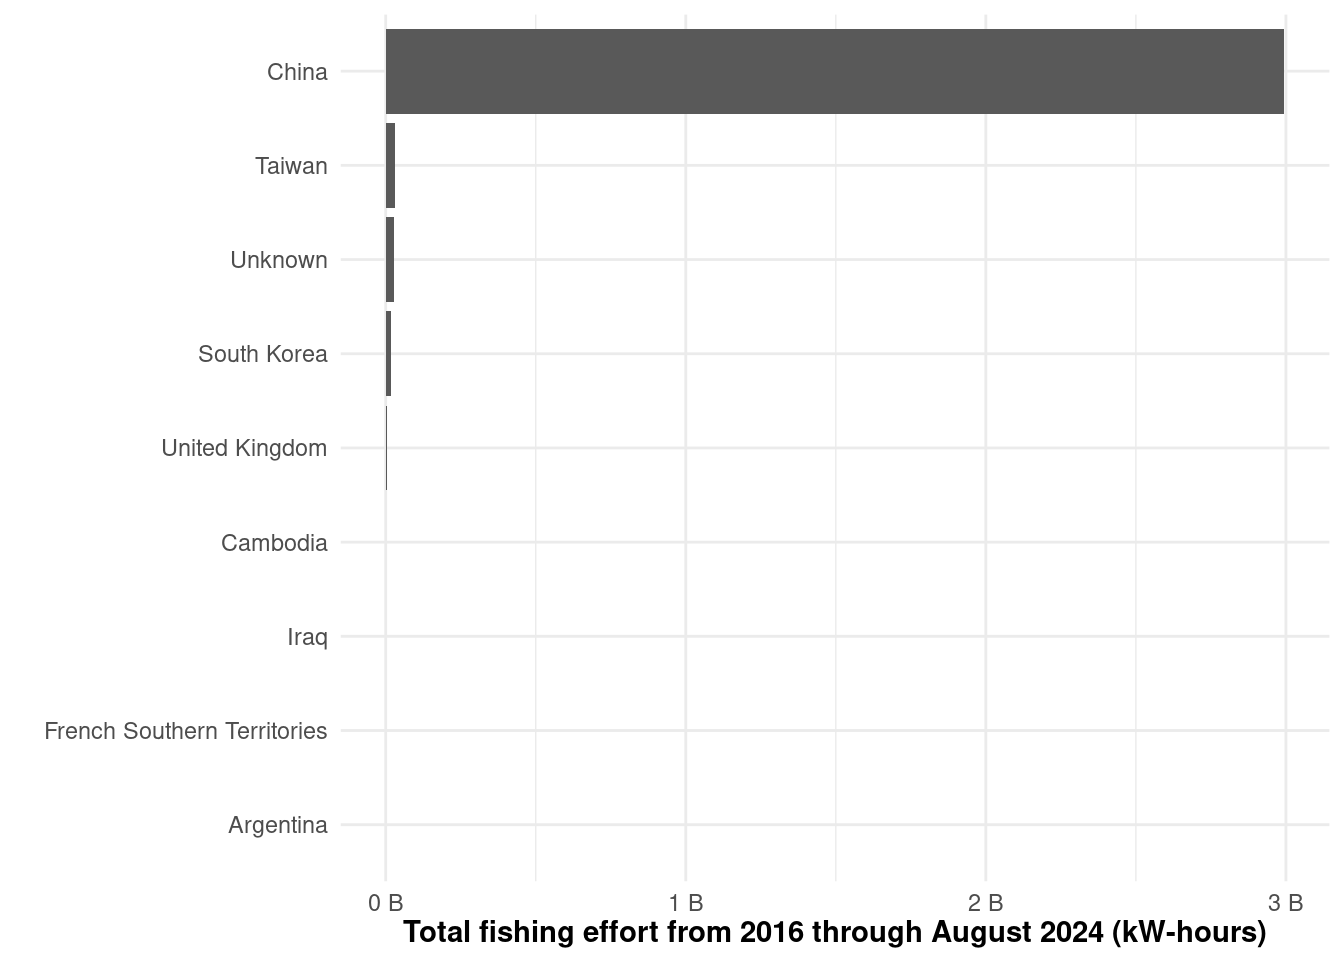 China
Taiwan
Unknown
South Korea
United Kingdom
Cambodia
Iraq
French Southern Territories
Argentina
0 B 1 B 2 B 3 B
Total fishing effort from 2016 through August 2024 (kW-hours)